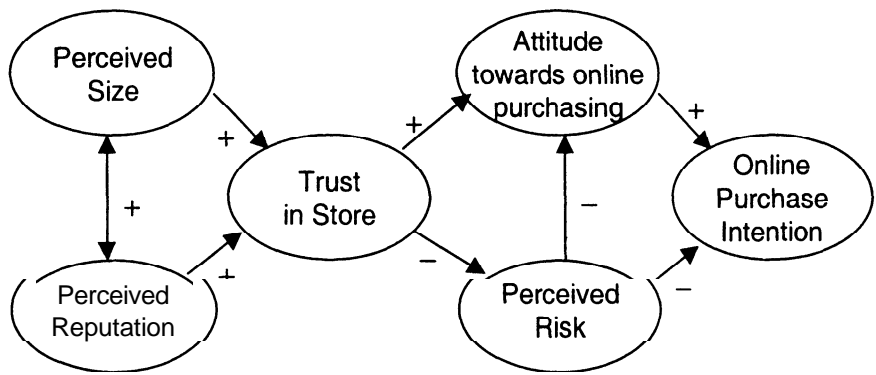 Perceived
Size
+
+
Perceived
Reputation
+
Trust
in Store
+
–
Attitude
towards online
purchasing
–
Perceived
Risk
+
–
Online
Purchase
Intention